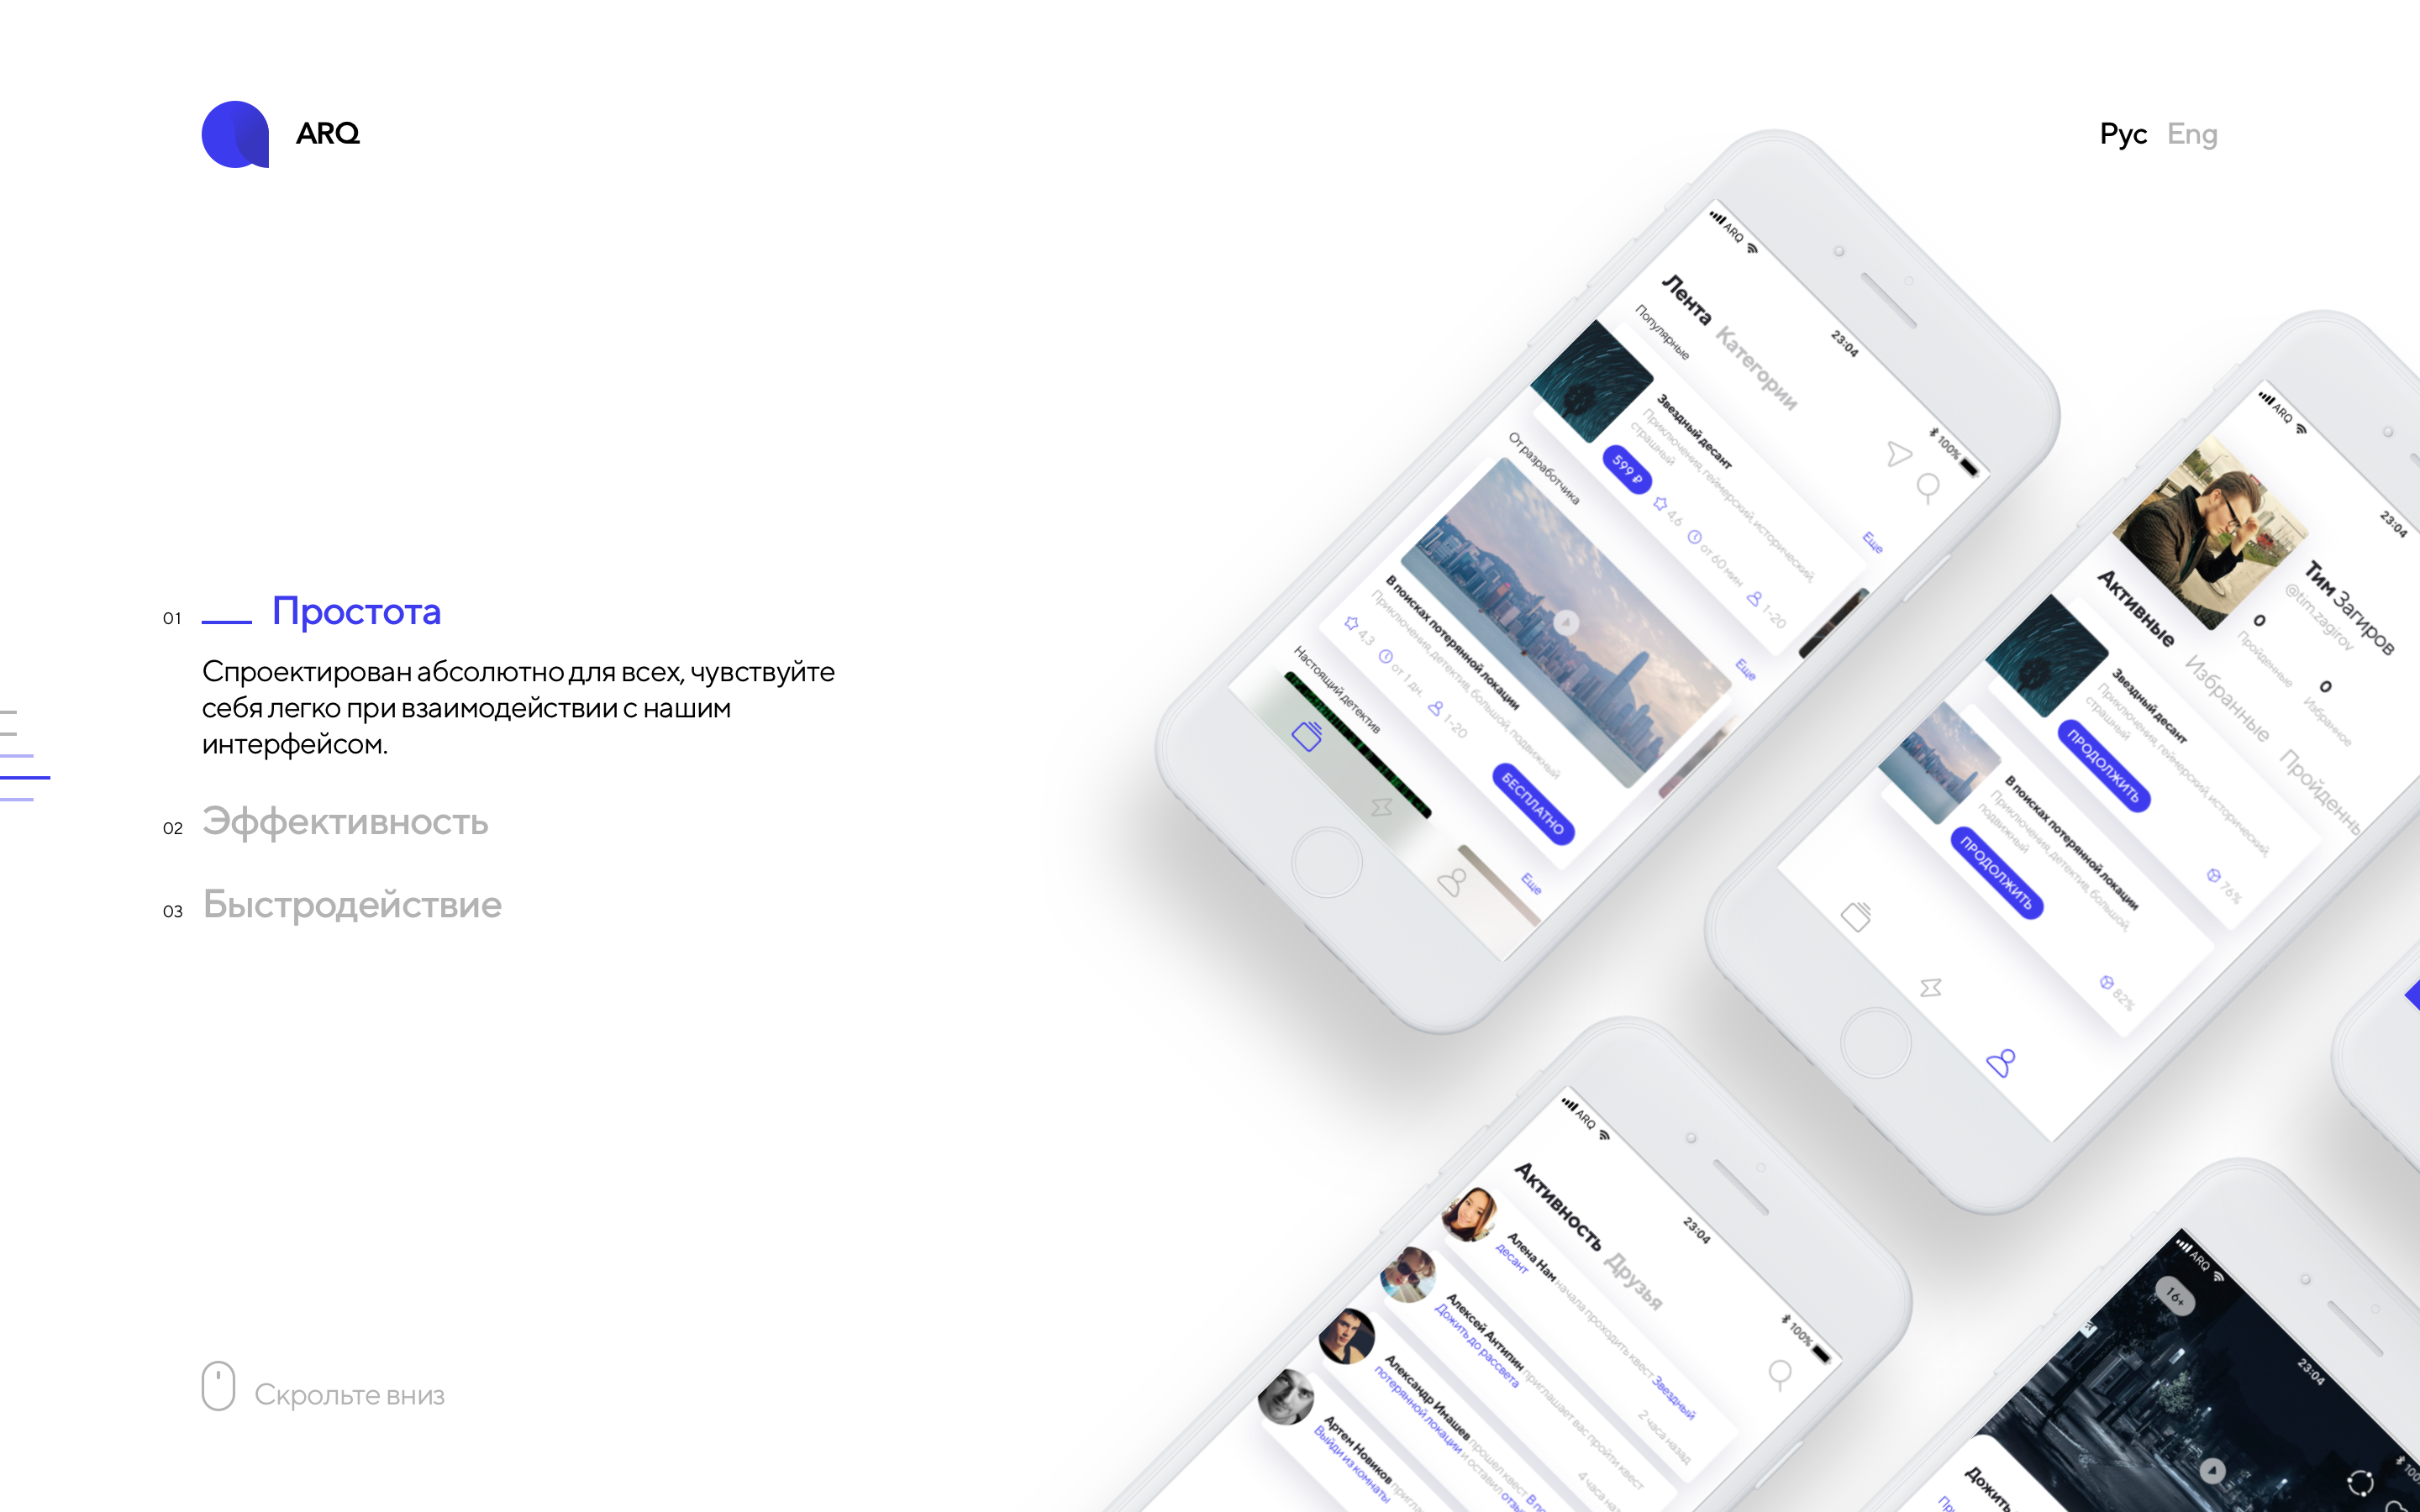 ARQ
Рус Eng
01 Простота
Спроектирован абсолютно для всех, чувствуйте
себя легко при взаимодействии с нашим
интерфейсом.
02 Эффективность
03 Быстродействие
Скрольте вниз
ARQ
23:04
100%
Лента Категории
Популярные
Еще
Звездный десант
Приключения, геймерский, исторический,
страшный
599 ₽
4.6
от 60 мин
1-20
От разработчика
Еще
В поисках потерянной локации
Приключения, детектив, большой, подвижный
4.3
от 1 дн.
1-20
БЕСПЛАТНО
Настоящий детектив
Еще
ARQ
23:04
Тим Загиров
@tim.zagirov
0
Пройденные
0
Избранное
Активные Избранные
Звездный десант
Приключения, геймерский, исторический,
страшный
ПРОДОЛЖИТЬ
76%
В поисках потерянной локации
Приключения, детектив, большой,
подвижный
ПРОДОЛЖИТЬ
82%
ARQ
23:04
100%
Активность Друзья
Алена Нам начала проходить квест Звездный
десант
2 часа назад
Алексей Антипин приглашает вас пройти квест
Дожить до рассвета
4 часа наз
Александр Инашев прошел квест В по
потерянной локации и оставил отзы
Артем Новиков пригла
Выйди из комнаты
ARQ
23:04
16+
Дожить